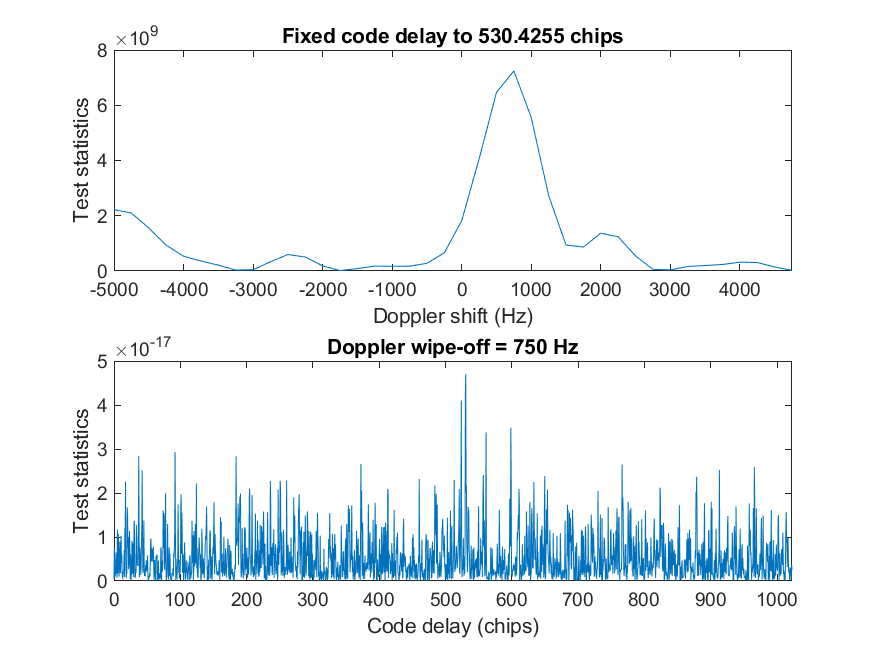 Fixed code delay to 530.4255 chips
×10^9
8
6
4
2
0
Test statistics
-5000 -4000 -3000 -2000 -1000 0 1000 2000 3000 4000
Doppler shift (Hz)
Doppler wipe-off = 750 Hz
×10^-17
5
4
3
2
1
0
Test statistics
0 100 200 300 400 500 600 700 800 900 1000
Code delay (chips)